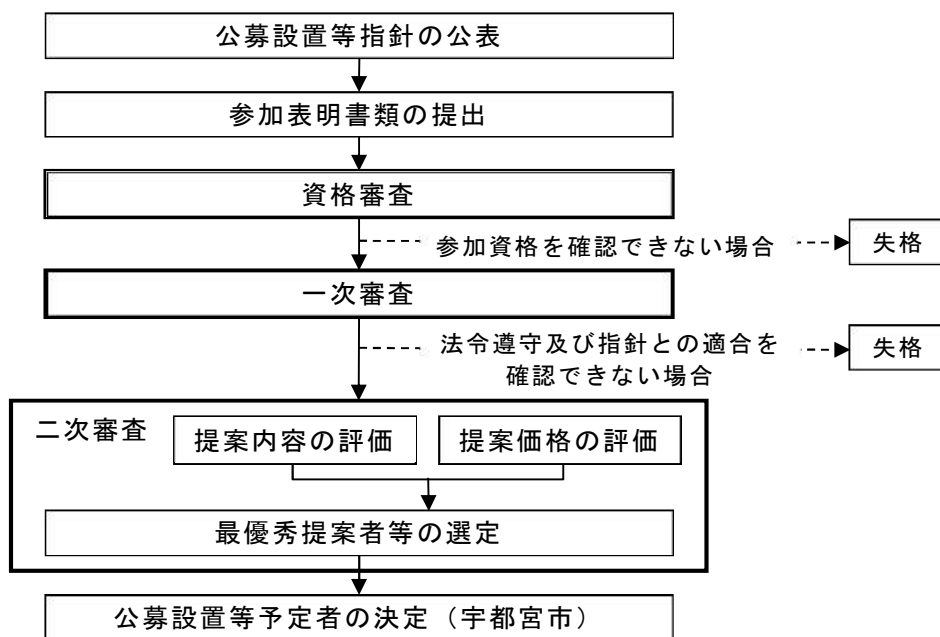 公募設置等指針の公表
参加表明書類の提出
資格審査
参加資格を確認できない場合
失格
一次審査
法令遵守及び指針との適合を
確認できない場合
失格
二次審査
提案内容の評価
提案価格の評価
最優秀提案者等の選定
公募設置等予定者の決定（宇都宮市）